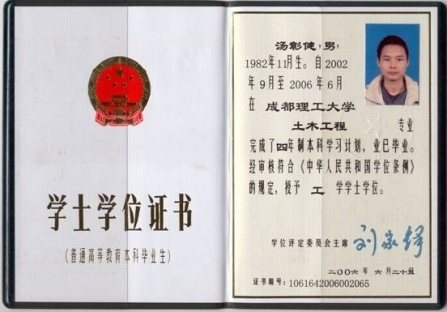 学士学位证书
(普通高等教育本科毕业生)
汤彰健(男)
1982年11月生。自2002
年9月至2006年6月
在 成都理工大学
土木工程 专业
完成了四年制本科学习计划,业已毕业。
经审核符合《中华人民共和国学位条例》
的规定,授予 工 学学士学位。
学位评定委员会主席
证书编号:1061642006002065
二〇〇六年 六 月二十五日